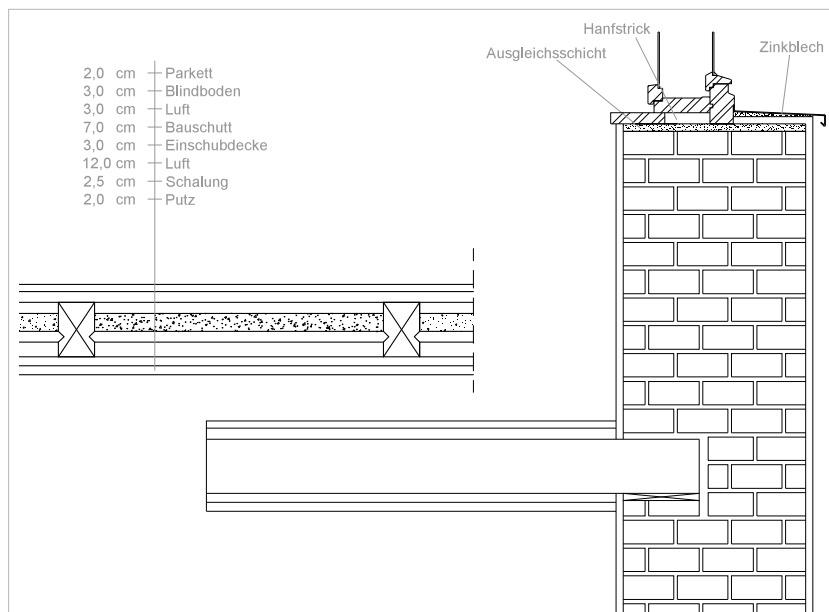 Hanfstrick
Ausgleichsschicht
Zinkblech
2,0 cm Parkett
3,0 cm Blindboden
3,0 cm Luft
7,0 cm Bauschutt
3,0 cm Einschubdecke
12,0 cm Luft
2,5 cm Schalung
2,0 cm Putz